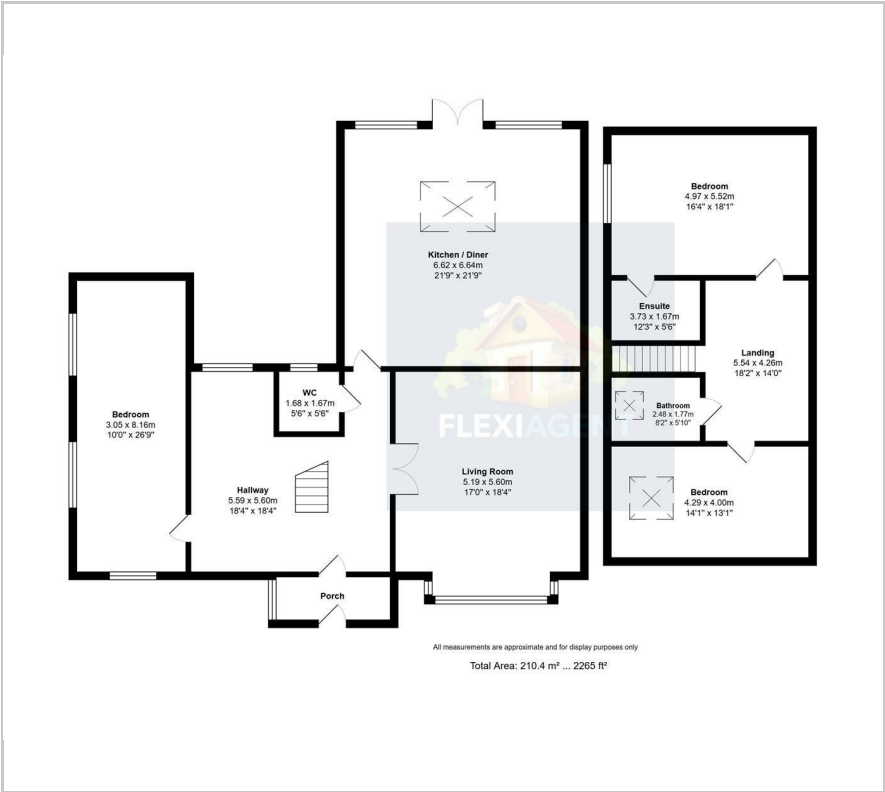 Kitchen / Diner
6.62 x 6.64m
21'9" x 21'9"
WC
1.68 x 1.67m
5'6" x 5'6"
Bedroom
3.05 x 8.16m
10'0" x 26'9"
Hallway
5.59 x 5.60m
18'4" x 18'4"
Living Room
5.19 x 5.60m
17'0" x 18'4"
Porch
Bedroom
4.97 x 5.52m
16'4" x 18'1"
Ensuite
3.73 x 1.67m
12'3" x 5'6"
Landing
5.54 x 4.26m
18'2" x 14'0"
Bathroom
2.48 x 1.77m
8'2" x 5'10"
Bedroom
4.29 x 4.00m
14'1" x 13'1"
FLEXIAGENT
All measurements are approximate and for display purposes only
Total Area: 210.4 m² ... 2265 ft²